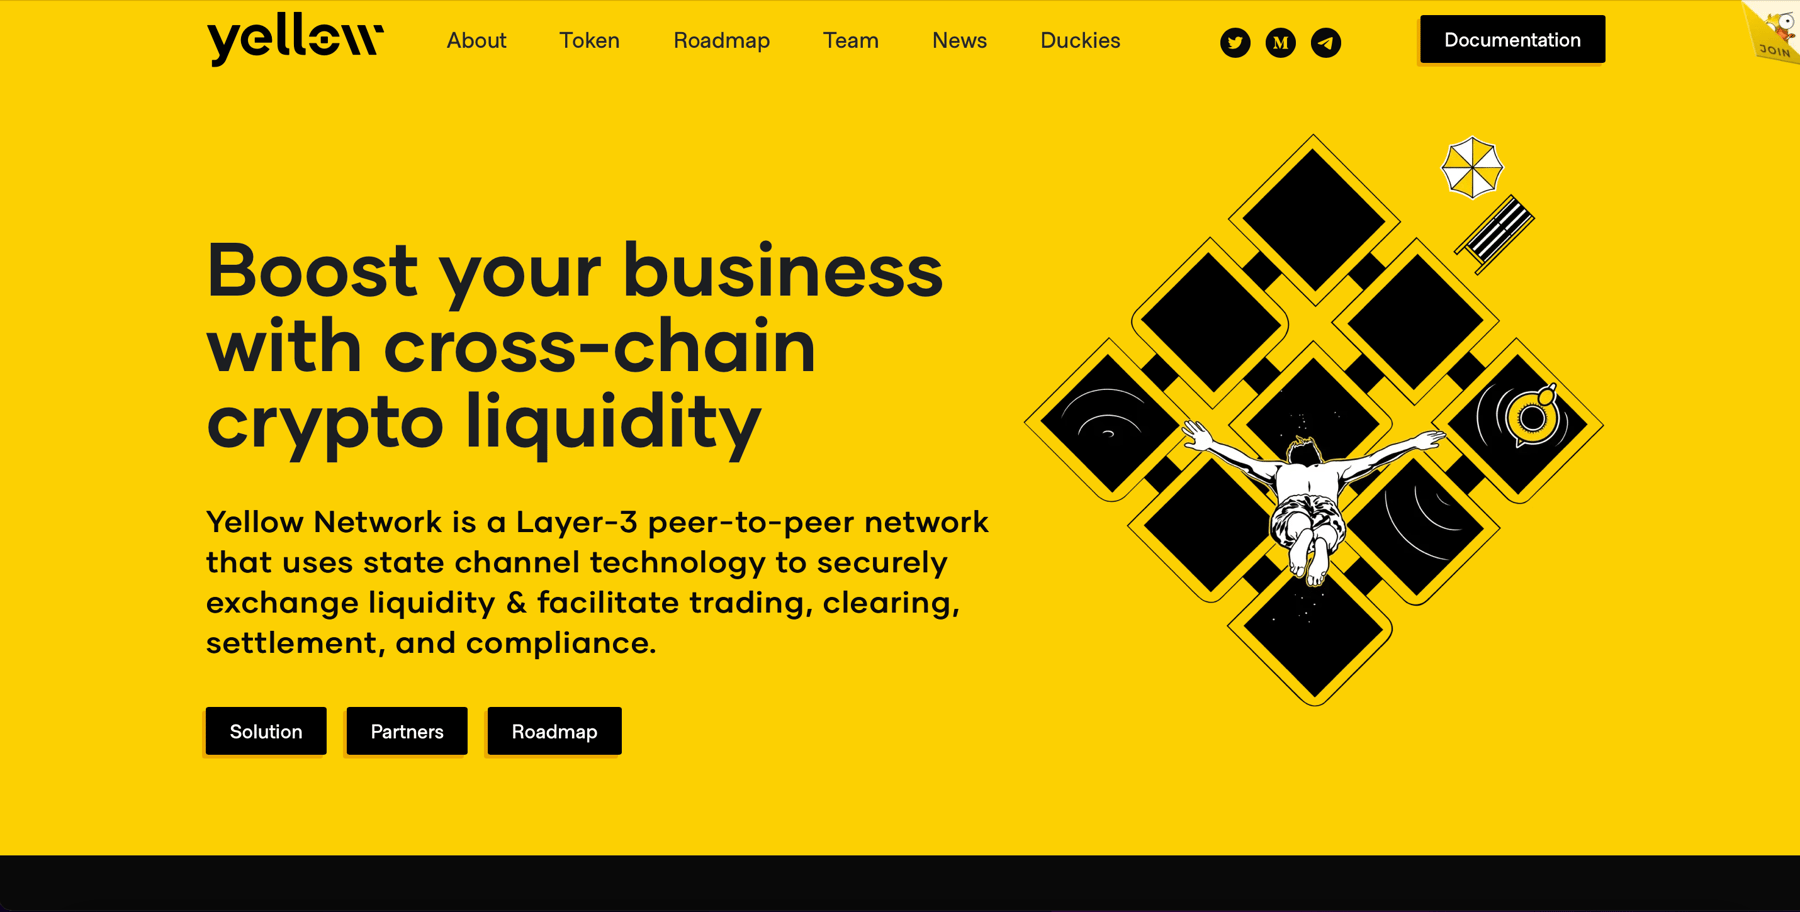 yellow
About
Token
Roadmap
Team
News
Duckies
M
Documentation
JOIN
Boost your business
with cross-chain
crypto liquidity
Yellow Network is a Layer-3 peer-to-peer network
that uses state channel technology to securely
exchange liquidity & facilitate trading, clearing,
settlement, and compliance.
Solution
Partners
Roadmap